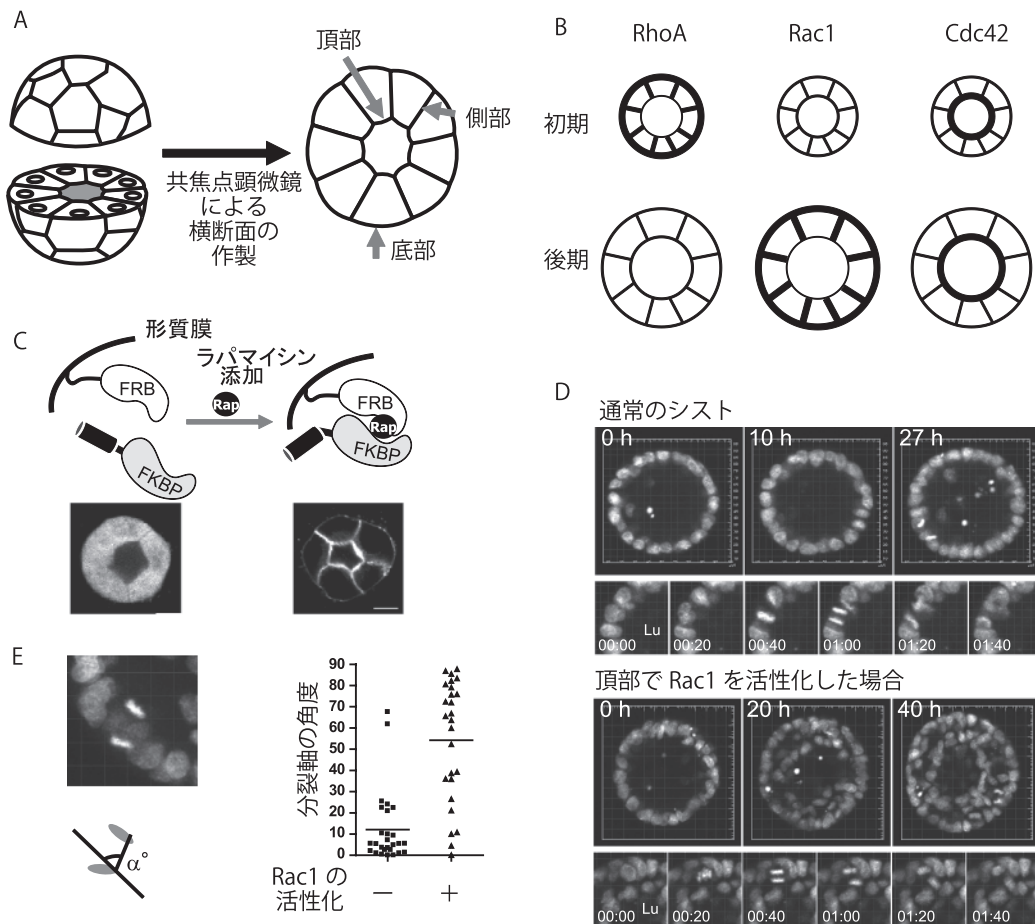 A
頂部
側部
共焦点顕微鏡
による
横断面の
作製
底部
B
RhoA Rac1 Cdc42
初期
後期
C
形質膜
ラパマイシン
添加
FRB
Rap
FKBP
FRB
Rap
FKBP
D
通常のシスト
0 h 10 h 27 h
00:00 Lu 00:20 00:40 01:00 01:20 01:40
頂部で Rac1 を活性化した場合
0 h 20 h 40 h
00:00 Lu 00:20 00:40 01:00 01:20 01:40
E
α°
分裂軸の角度
90
80
70
60
50
40
30
20
10
0
Rac1 の
活性化
− +